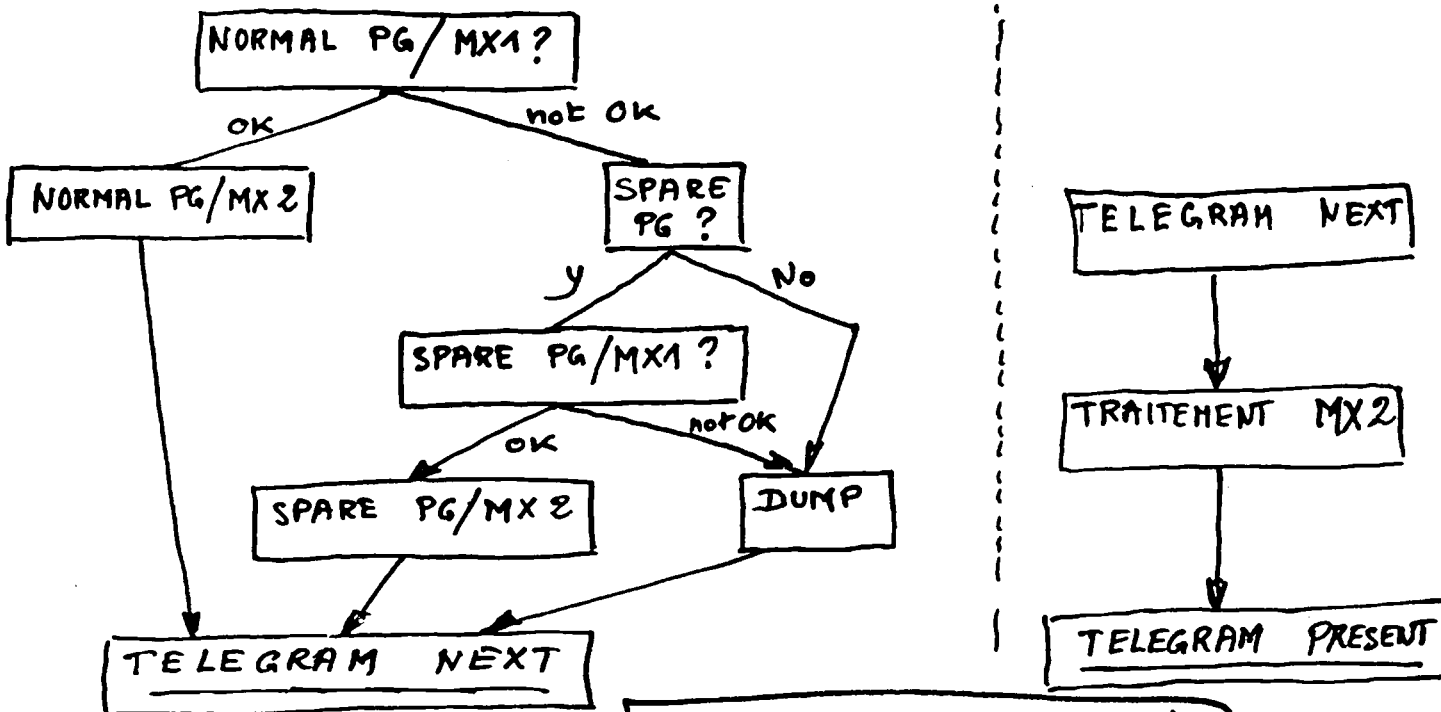 NORMAL PG/MX1?
OK
not OK
NORMAL PG/MX2
SPARE
PG ?
y
No
SPARE PG/MX1 ?
OK
not OK
SPARE PG/MX2
DUMP
TELEGRAM NEXT
TELEGRAM NEXT
TRAITEMENT MX2
TELEGRAM PRESENT